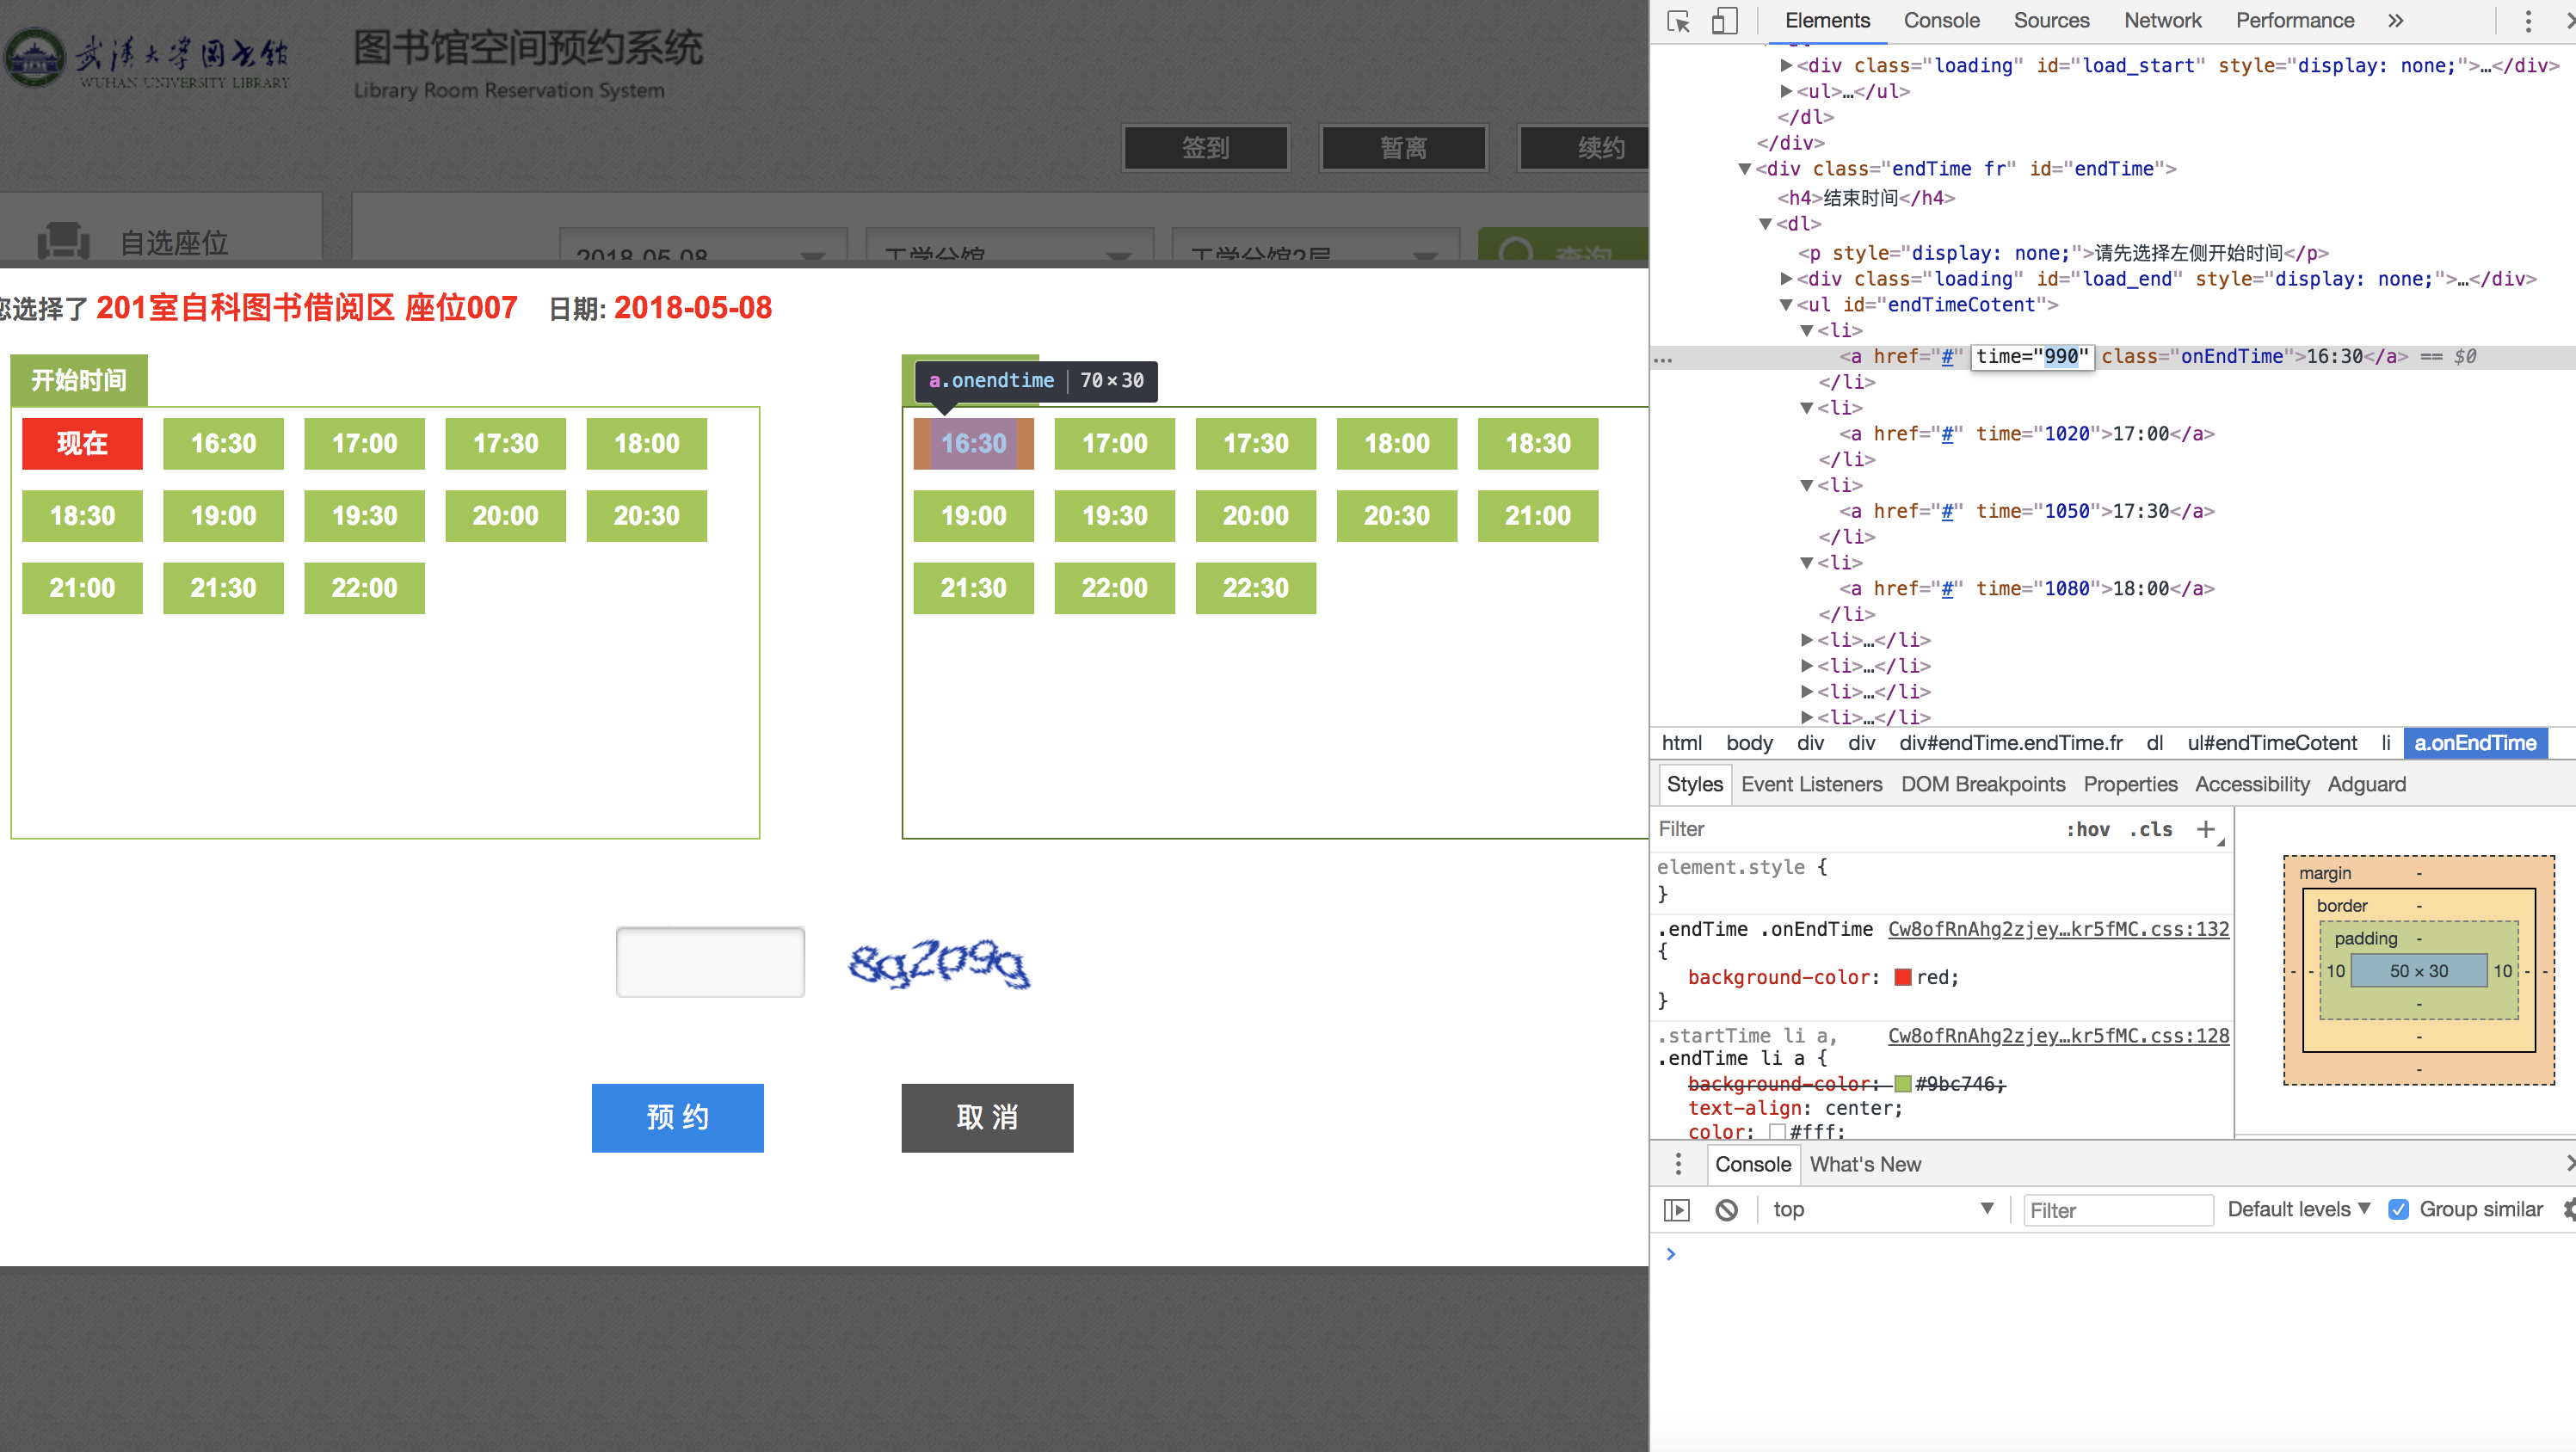 武汉大学图书馆
WUHAN UNIVERSITY LIBRARY
图书馆空间预约系统
Library Room Reservation System
签到 暂离 续约
自选座位
2018-05-08 工学分馆 工学分馆2层 查询
您选择了 201室自科图书借阅区 座位007 日期: 2018-05-08
开始时间
现在 16:30 17:00 17:30 18:00
18:30 19:00 19:30 20:00 20:30
21:00 21:30 22:00
a.onendtime | 70×30
16:30 17:00 17:30 18:00 18:30
19:00 19:30 20:00 20:30 21:00
21:30 22:00 22:30
8g2p9g
预 约 取 消
Elements Console Sources Network Performance »
▶<div class="loading" id="load_start" style="display: none;">…</div>
▶<ul>…</ul>
</dl>
</div>
▼<div class="endTime fr" id="endTime">
<h4>结束时间</h4>
▼<dl>
<p style="display: none;">请先选择左侧开始时间</p>
▶<div class="loading" id="load_end" style="display: none;">…</div>
▼<ul id="endTimeCotent">
▼<li>
… <a href="#" time="990" class="onEndTime">16:30</a> == $0
</li>
▼<li>
<a href="#" time="1020">17:00</a>
</li>
▼<li>
<a href="#" time="1050">17:30</a>
</li>
▼<li>
<a href="#" time="1080">18:00</a>
</li>
▶<li>…</li>
▶<li>…</li>
▶<li>…</li>
▶<li>…</li>
html body div div div#endTime.endTime.fr dl ul#endTimeCotent li a.onEndTime
Styles Event Listeners DOM Breakpoints Properties Accessibility Adguard
Filter :hov .cls +
element.style {
}
.endTime .onEndTime Cw8ofRnAhg2zjey…kr5fMC.css:132
{
background-color: red;
}
.startTime li a, Cw8ofRnAhg2zjey…kr5fMC.css:128
.endTime li a {
background-color: #9bc746;
text-align: center;
color: #fff;
margin -
border -
padding -
- - 10 50 × 30 10 - -
-
-
-
Console What's New
top Filter Default levels Group similar